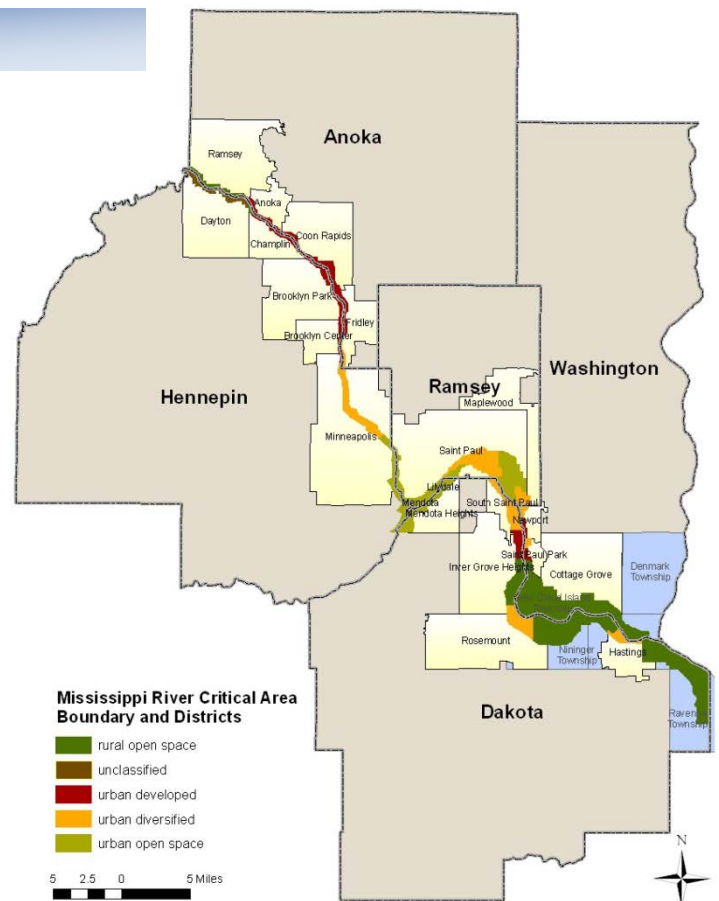 Anoka
Ramsey
Anoka
Dayton
Champlin
Coon Rapids
Brooklyn Park
Fridley
Brooklyn Center
Washington
Ramsey
Hennepin
Maplewood
Minneapolis
Saint Paul
Lilydale
Mendota
South Saint Paul
Mendota Heights
Newport
Saint Paul Park
Inver Grove Heights
Cottage Grove
Denmark
Township
Island
Rosemount
Nininger
Township
Hastings
Dakota
Township
Mississippi River Critical Area
Boundary and Districts
rural open space
unclassified
urban developed
urban diversified
urban open space
N
5 2.5 0 5 Miles